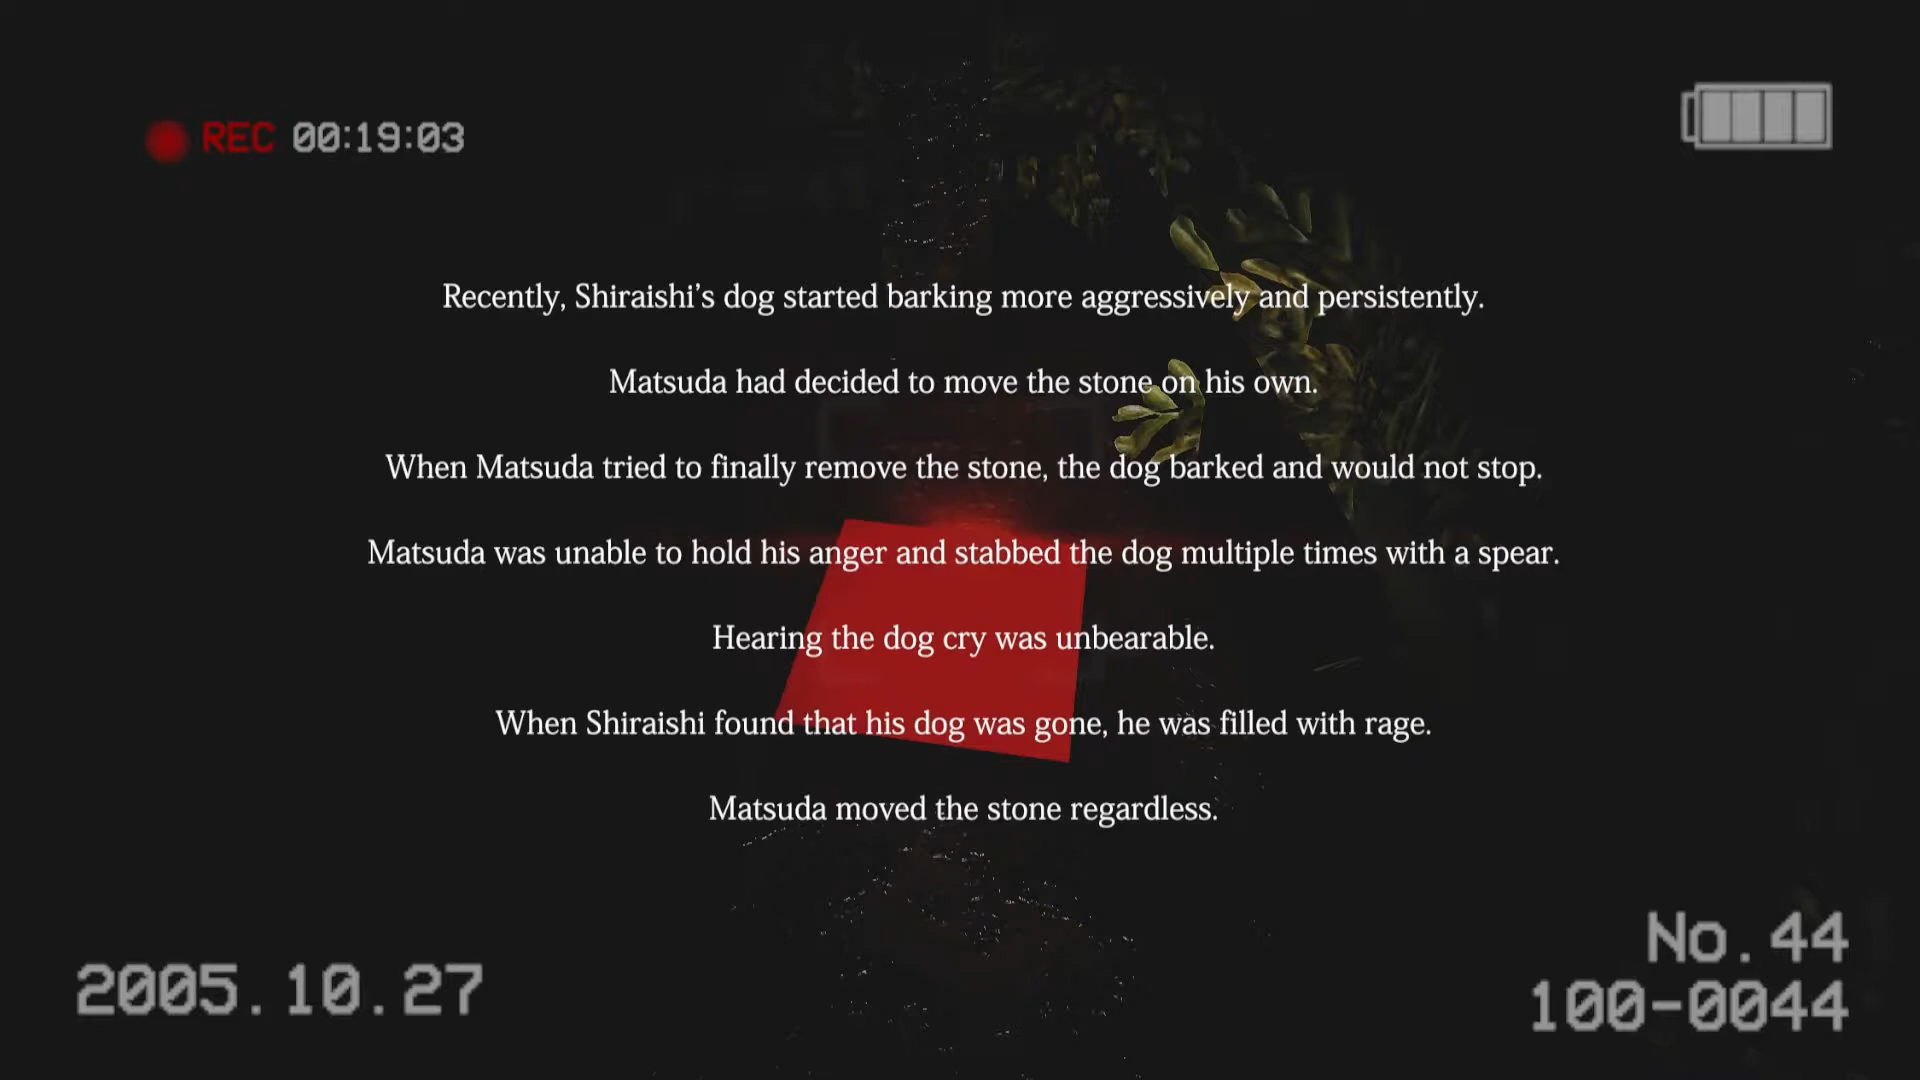 REC 00:19:03
Recently, Shiraishi’s dog started barking more aggressively and persistently.
Matsuda had decided to move the stone on his own.
When Matsuda tried to finally remove the stone, the dog barked and would not stop.
Matsuda was unable to hold his anger and stabbed the dog multiple times with a spear.
Hearing the dog cry was unbearable.
When Shiraishi found that his dog was gone, he was filled with rage.
Matsuda moved the stone regardless.
2005.10.27
No.44
100-0044